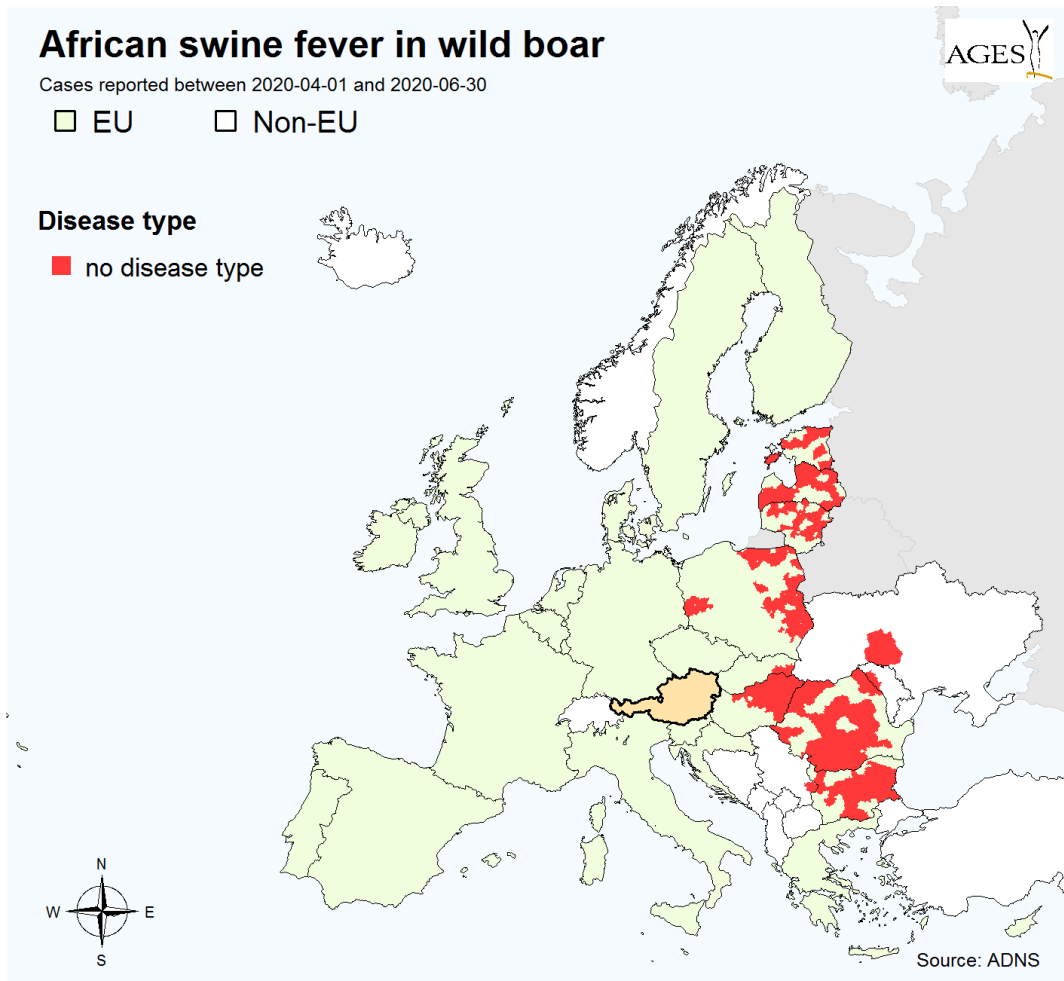 African swine fever in wild boar
AGES
Cases reported between 2020-04-01 and 2020-06-30
EU Non-EU
Disease type
no disease type
N
W E
S
Source: ADNS